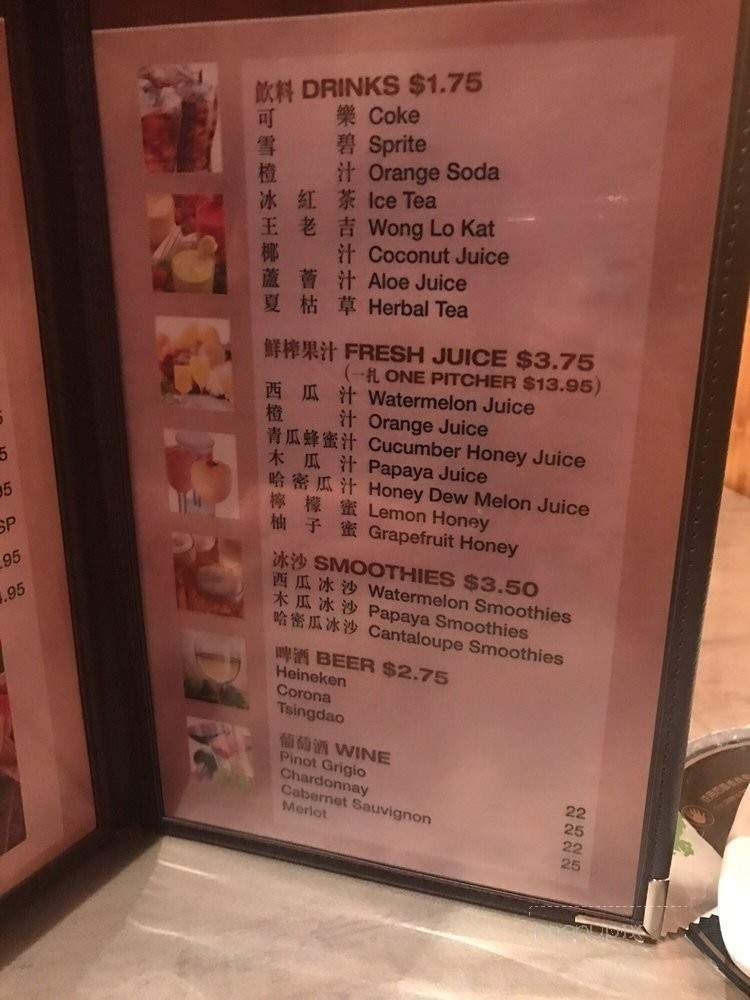 飲料 DRINKS $1.75
可樂 Coke
雪碧 Sprite
橙汁 Orange Soda
冰紅茶 Ice Tea
王老吉 Wong Lo Kat
椰汁 Coconut Juice
蘆薈汁 Aloe Juice
夏枯草 Herbal Tea
鮮榨果汁 FRESH JUICE $3.75
(一扎 ONE PITCHER $13.95)
西瓜汁 Watermelon Juice
橙汁 Orange Juice
青瓜蜂蜜汁 Cucumber Honey Juice
木瓜汁 Papaya Juice
哈密瓜汁 Honey Dew Melon Juice
檸檬蜜 Lemon Honey
柚子蜜 Grapefruit Honey
冰沙 SMOOTHIES $3.50
西瓜冰沙 Watermelon Smoothies
木瓜冰沙 Papaya Smoothies
哈密瓜冰沙 Cantaloupe Smoothies
啤酒 BEER $2.75
Heineken
Corona
Tsingdao
葡萄酒 WINE
Pinot Grigio 22
Chardonnay 25
Cabernet Sauvignon 22
Merlot 25